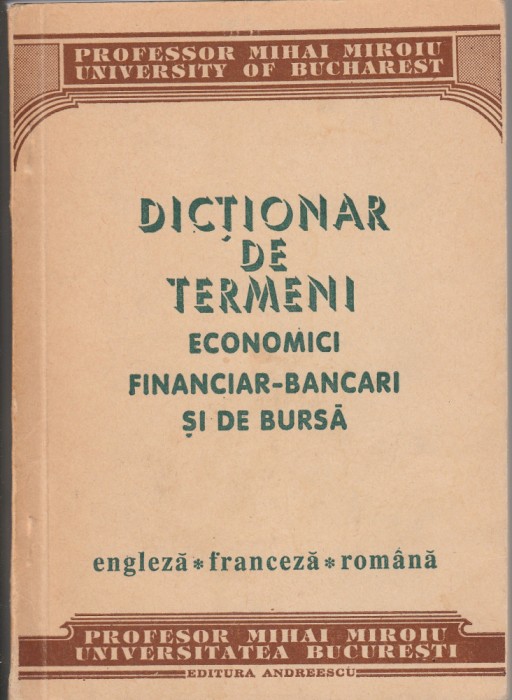 PROFESSOR MIHAI MIROIU
UNIVERSITY OF BUCHAREST
DICȚIONAR
DE
TERMENI
ECONOMICI
FINANCIAR-BANCARI
ȘI DE BURSĂ
engleză * franceză * română
PROFESOR MIHAI MIROIU
UNIVERSITATEA BUCUREȘTI
EDITURA ANDREESCU